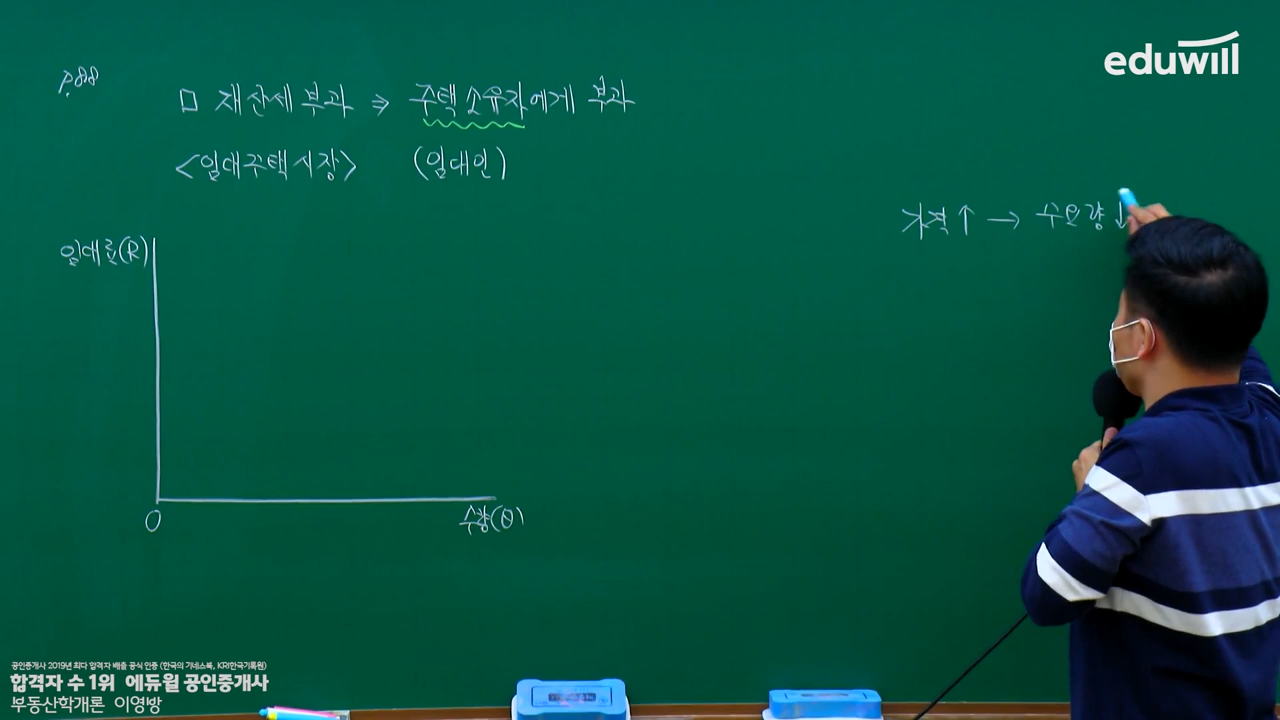 P.88
□ 재산세 부과 ⇒ 주택소유자에게 부과
<임대주택시장> (임대인)
eduwill
가격↑ → 수요량↓
임대료(R)
0
수량(Q)
공인중개사 2019년 최다 합격자 배출 공식 인증 (한국의 기네스북, KRI한국기록원)
합격자 수 1위 에듀윌 공인중개사
부동산학개론 이영방